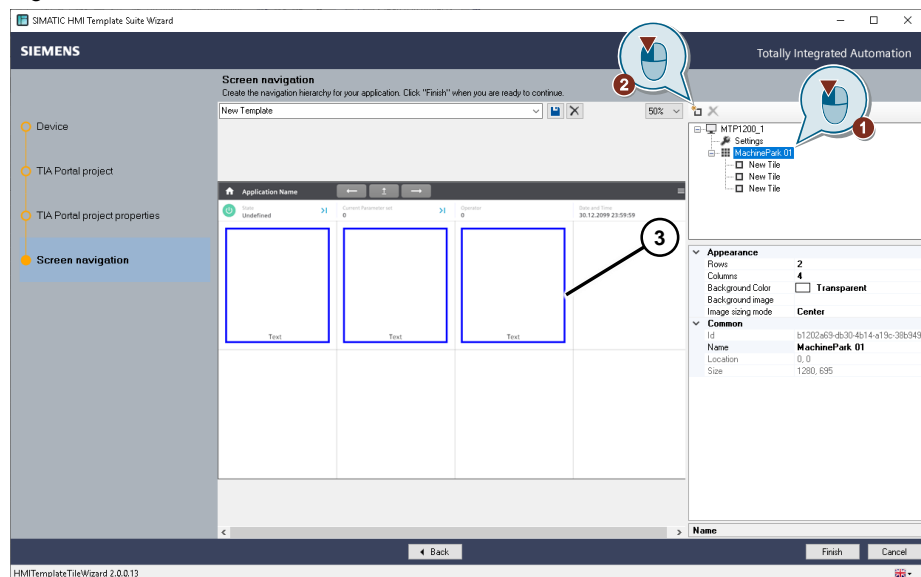 SIMATIC HMI Template Suite Wizard
SIEMENS
Totally Integrated Automation
2
1
Screen navigation
Create the navigation hierarchy for your application. Click "Finish" when you are ready to continue.
New Template
50%
Device
TIA Portal project
TIA Portal project properties
Screen navigation
MTP1200_1
Settings
MachinePark 01
New Tile
New Tile
New Tile
Application Name
State
Undefined
Current Parameter set
0
Operator
0
Date and Time
30.12.2099 23:59:59
3
Text
Text
Text
Appearance
Rows 2
Columns 4
Background Color Transparent
Background image
Image sizing mode Center
Common
Id b1202a69-db30-4b14-a19c-38b949
Name MachinePark 01
Location 0, 0
Size 1280, 695
Name
Back
Finish
Cancel
HMITemplateTileWizard 2.0.0.13